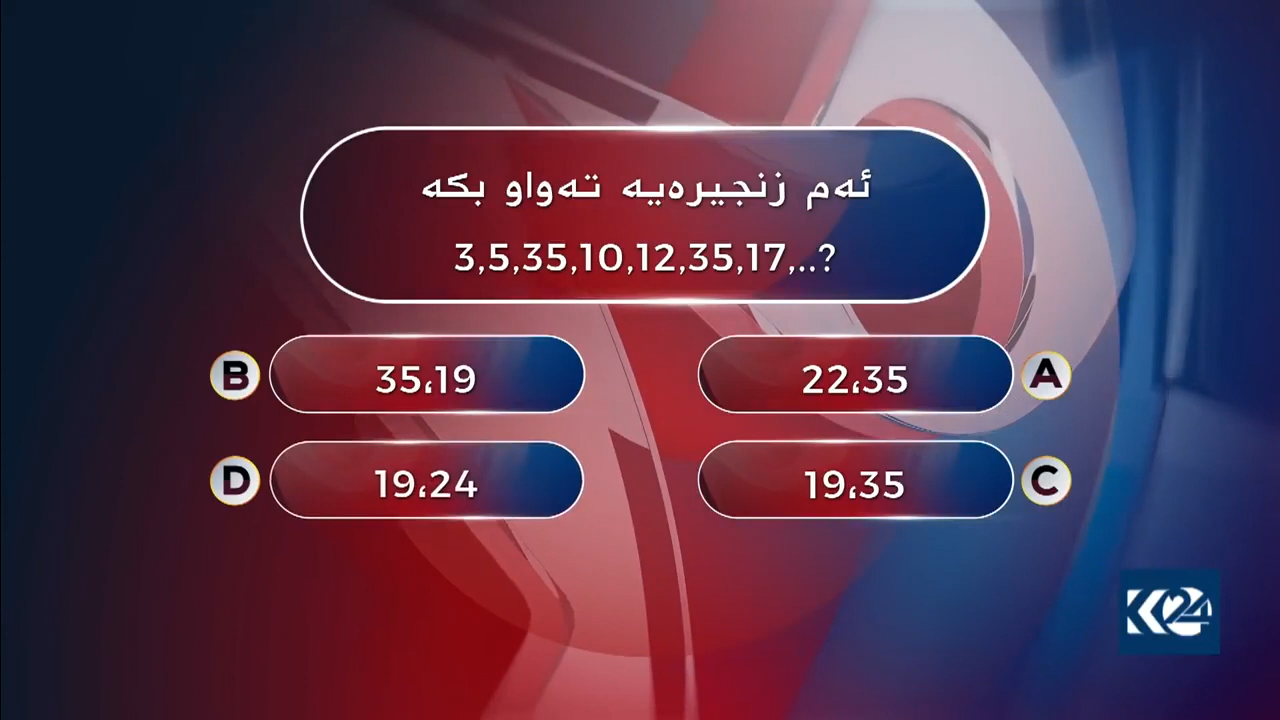 ئەم زنجیرەیە تەواو بکە
3,5,35,10,12,35,17,..?
A
22،35
B
35،19
C
19،35
D
19،24
K24